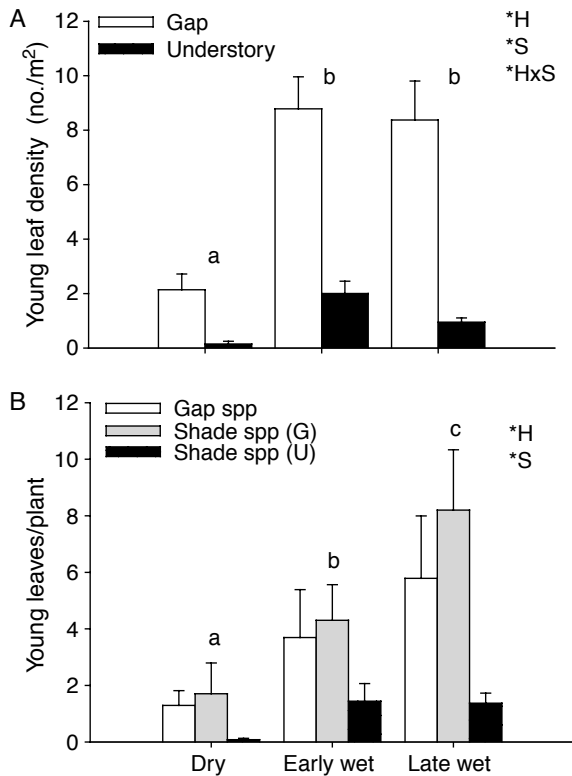 A
Gap
Understory
*H
*S
*HxS
Young leaf density (no./m²)
12
10
8
6
4
2
0
a
b
b
B
Gap spp
Shade spp (G)
Shade spp (U)
*H
*S
Young leaves/plant
12
10
8
6
4
2
0
a
b
c
Dry
Early wet
Late wet